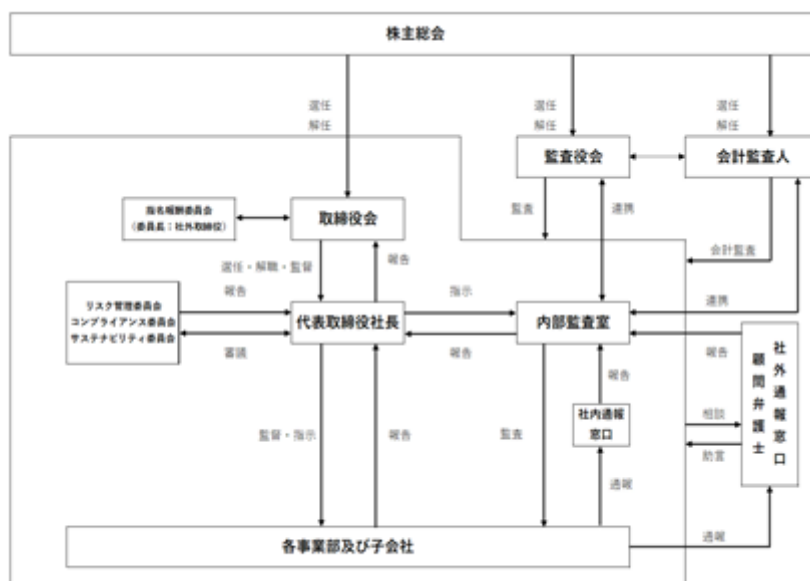 株主総会
選任
解任
選任
解任
選任
解任
監査役会
会計監査人
指名報酬委員会
（委員長：社外取締役）
取締役会
監査
連携
会計監査
選任・解職・監督
報告
報告
リスク管理委員会
コンプライアンス委員会
サステナビリティ委員会
代表取締役社長
指示
内部監査室
連携
審議
報告
報告
報告
社外通報窓口
顧問弁護士
社内通報
窓口
相談
助言
監督・指示
報告
監査
通報
各事業部及び子会社
通報